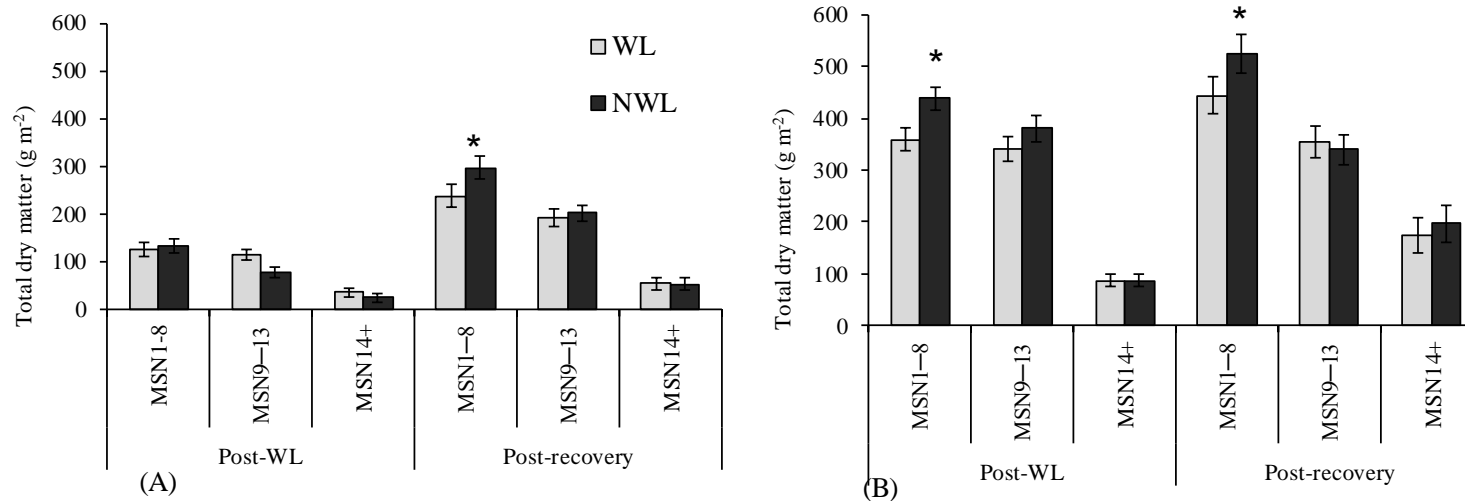 Total dry matter (g m-2)
600
500
400
300
200
100
0
WL
NWL
*
MSN1-8
MSN9–13
MSN14+
MSN1–8
MSN9–13
MSN14+
Post-WL
Post-recovery
(A)
Total dry matter (g m-2)
600
500
400
300
200
100
0
*
*
MSN1–8
MSN9–13
MSN14+
MSN1–8
MSN9–13
MSN14+
Post-WL
Post-recovery
(B)